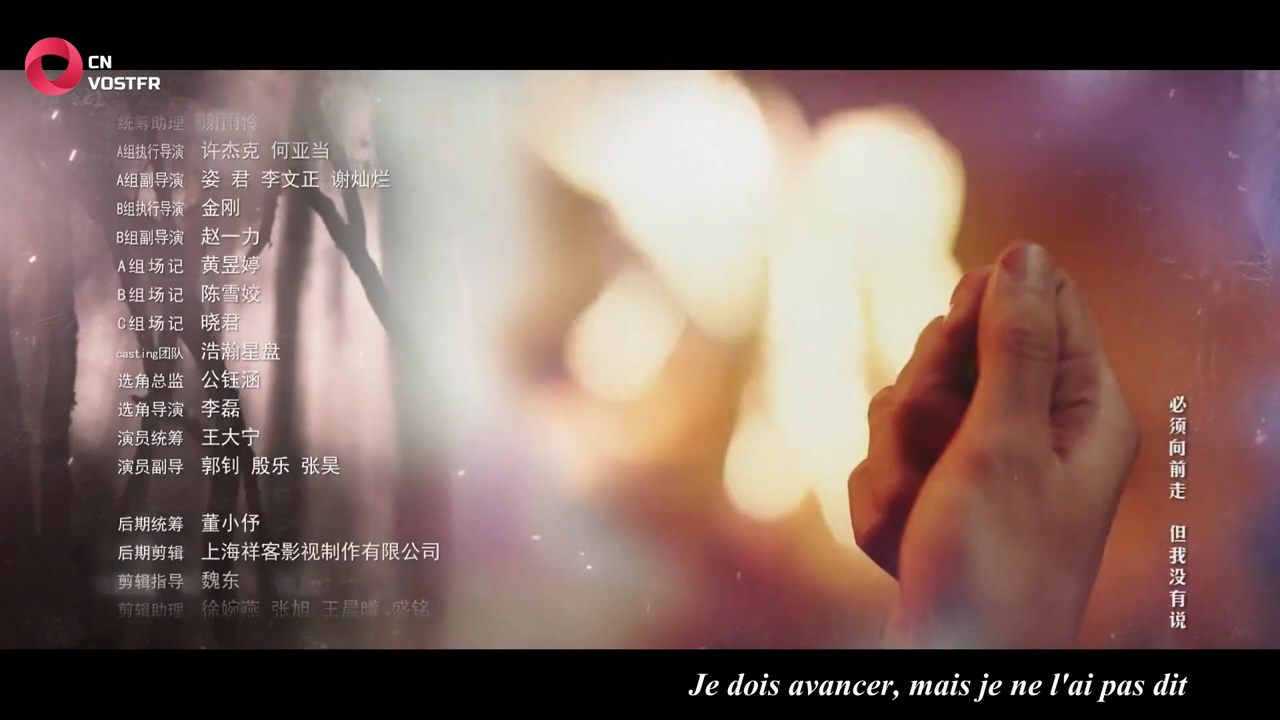 CN
VOSTFR
统筹助理 谢雨伶
A组执行导演 许杰克 何亚当
A组副导演 姿 君 李文正 谢灿烂
B组执行导演 金刚
B组副导演 赵一力
A组场记 黄昱婷
B组场记 陈雪姣
C组场记 晓君
casting团队 浩瀚星盘
选角总监 公钰涵
选角导演 李磊
演员统筹 王大宁
演员副导 郭钊 殷乐 张昊
后期统筹 董小伃
后期剪辑 上海祥客影视制作有限公司
剪辑指导 魏东
剪辑助理 徐婉燕 张旭 王晨曦 盛铭
必须向前走 但我没有说
Je dois avancer, mais je ne l'ai pas dit